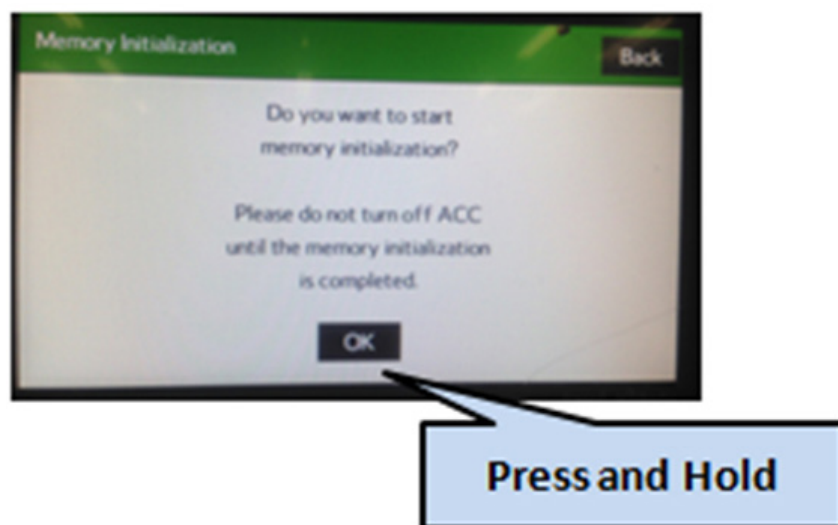 Memory Initialization
Back
Do you want to start
memory initialization?
Please do not turn off ACC
until the memory initialization
is completed.
OK
Press and Hold